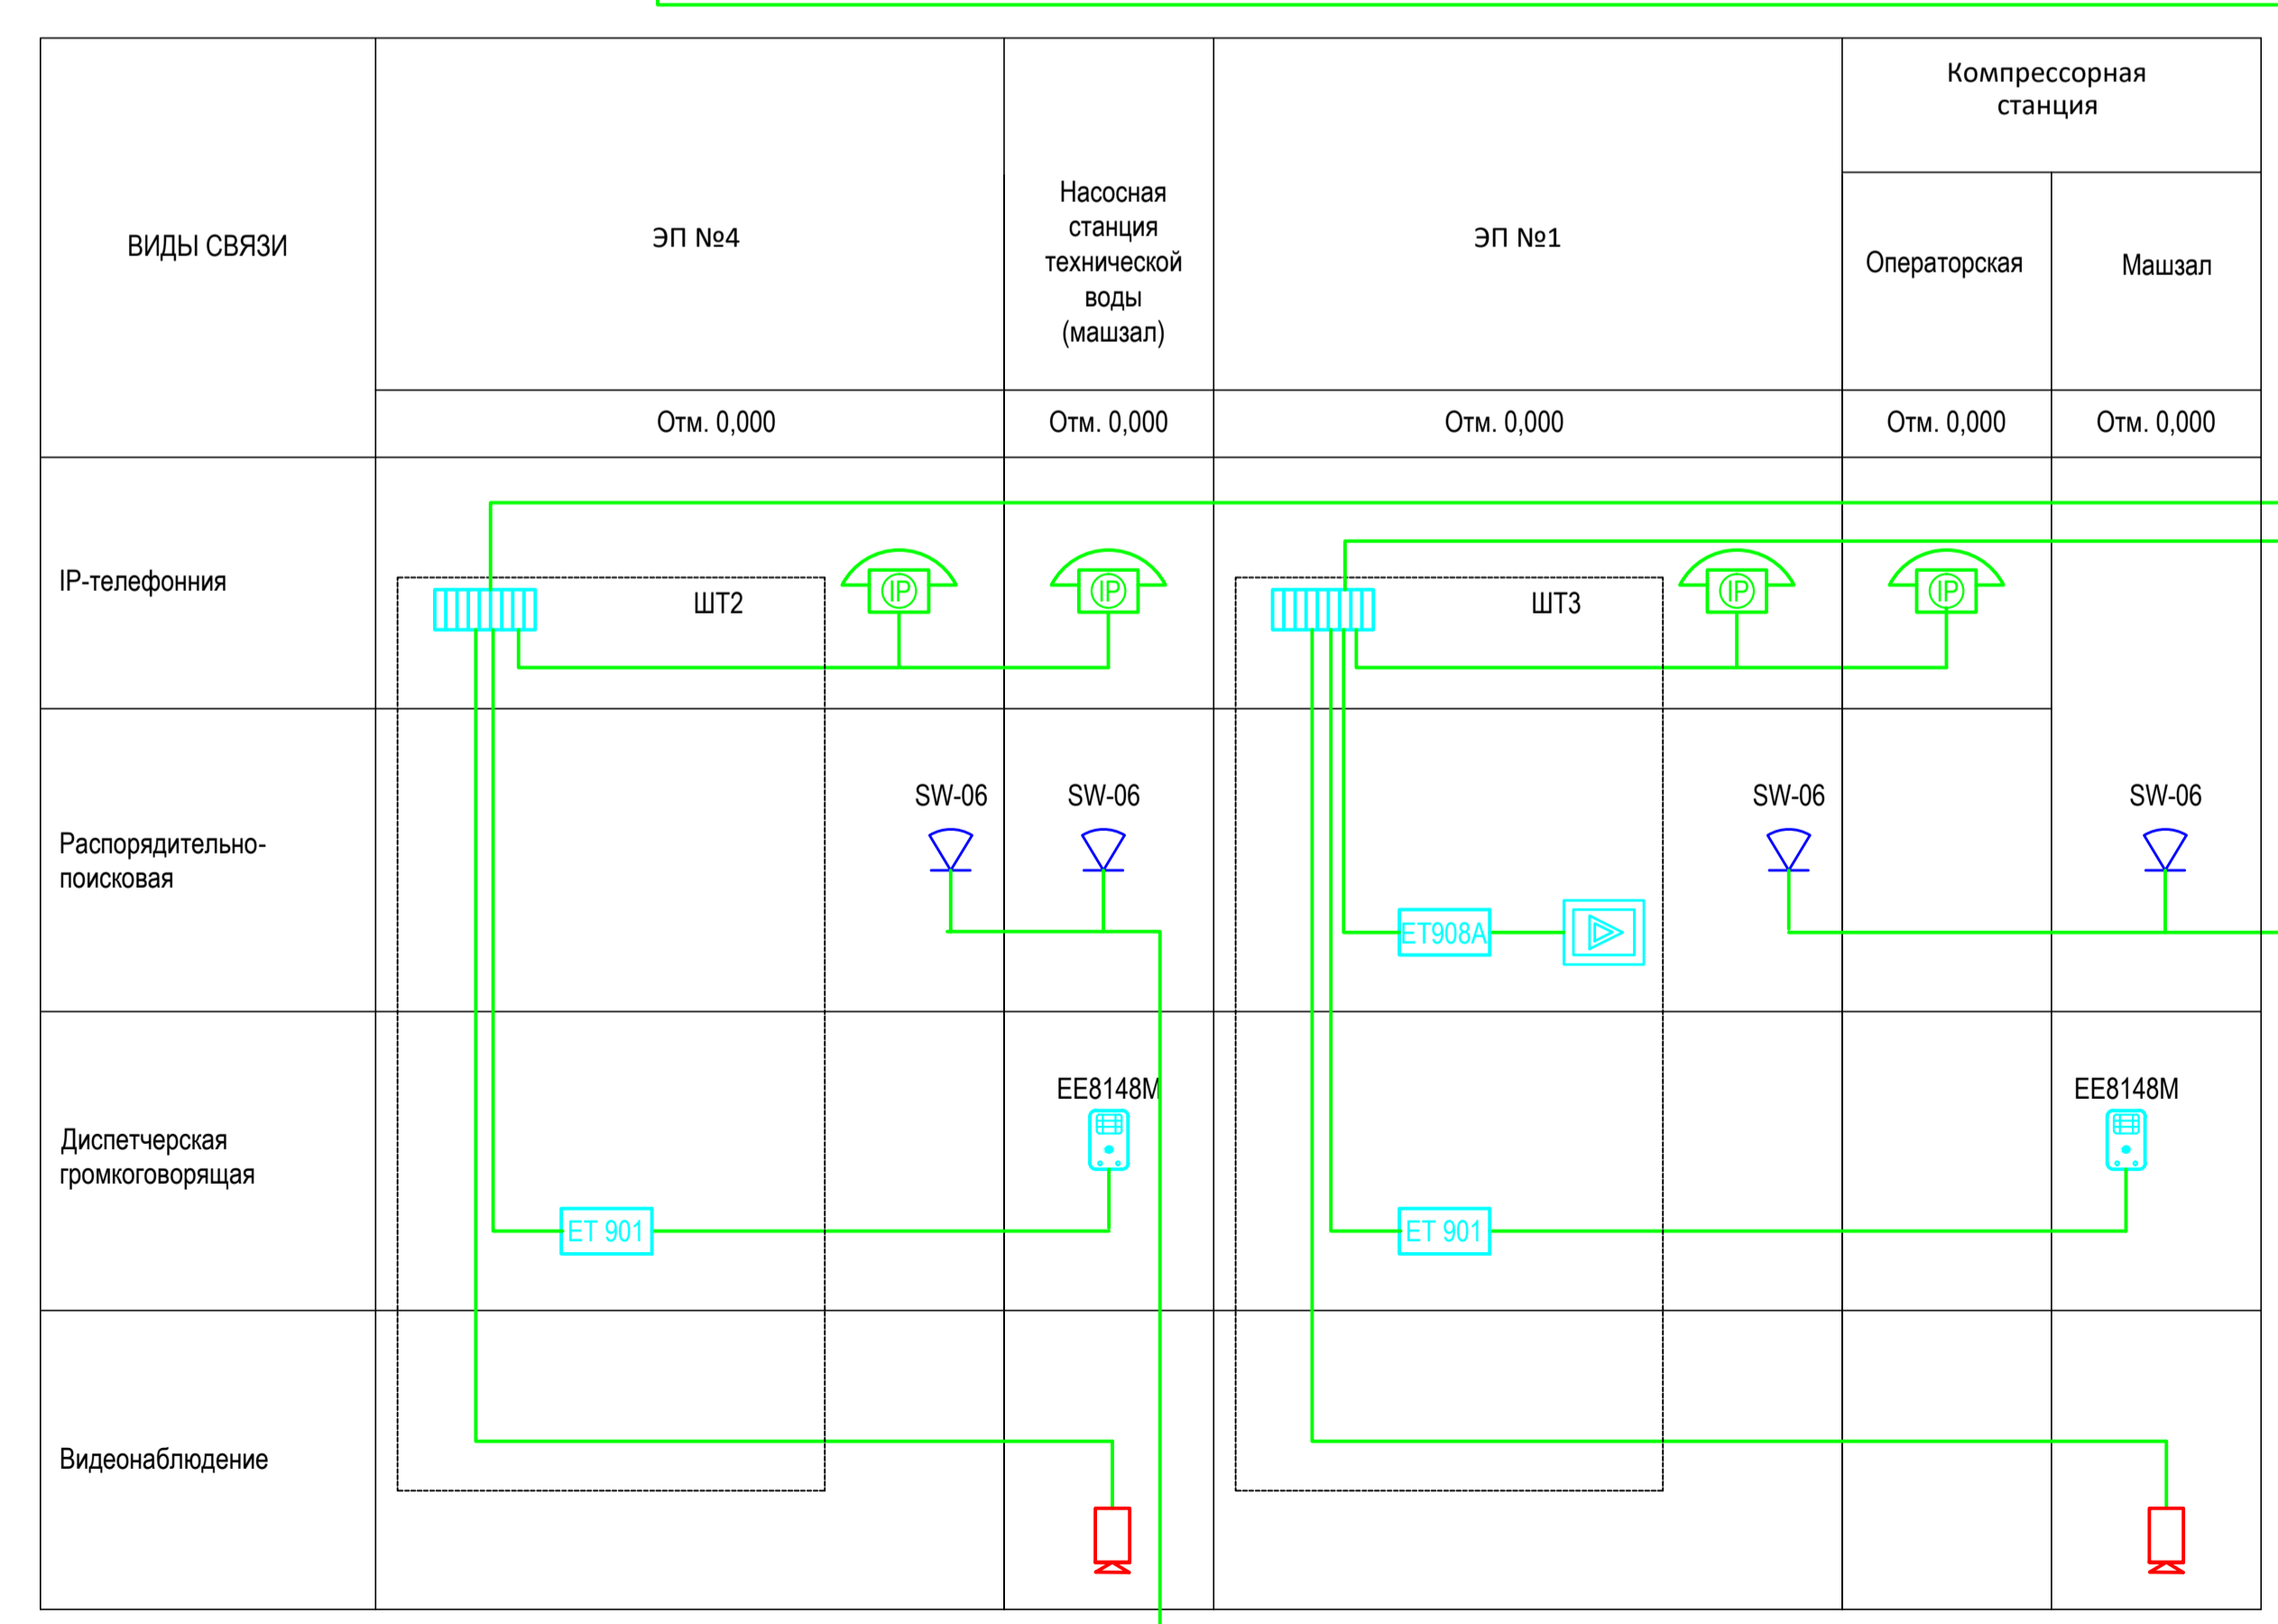 ВИДЫ СВЯЗИ
ЭП №4
Насосная
станция
технической
воды
(машзал)
ЭП №1
Компрессорная
станция
Операторская
Машзал
Отм. 0,000
Отм. 0,000
Отм. 0,000
Отм. 0,000
Отм. 0,000
IP-телефонния
ШТ2
IP
IP
ШТ3
IP
IP
Распорядительно-
поисковая
SW-06
SW-06
ET908A
SW-06
SW-06
Диспетчерская
громкоговорящая
ET 901
EE8148M
ET 901
EE8148M
Видеонаблюдение